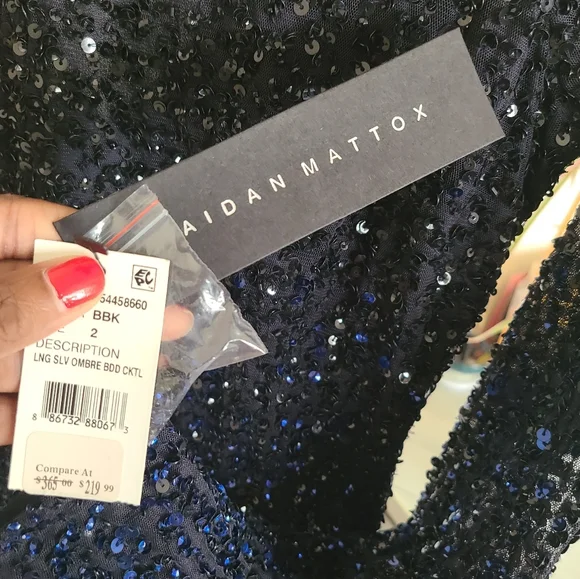 AIDAN MATTOX
54458660
BBK
2
DESCRIPTION
LNG SLV OMBRE BDD CKTL
8 86732 88067 3
Compare At
$365.00 $219.99